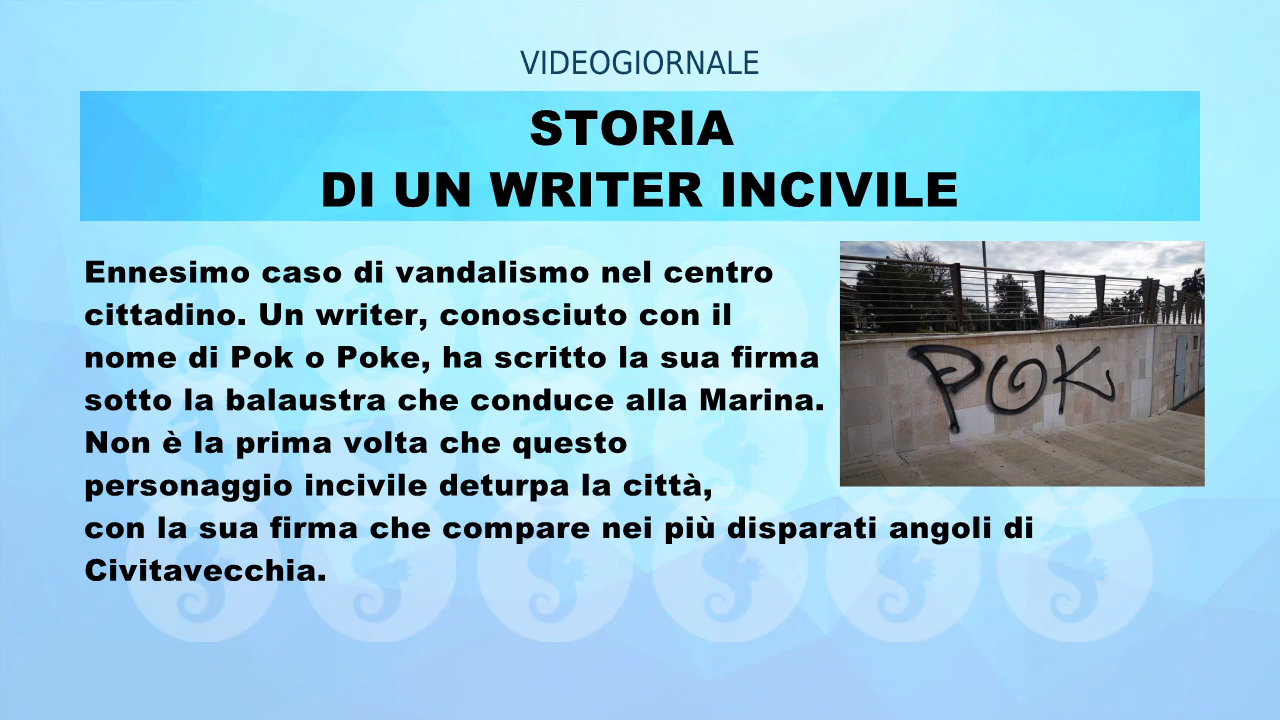 VIDEOGIORNALE
STORIA
DI UN WRITER INCIVILE
Ennesimo caso di vandalismo nel centro
cittadino. Un writer, conosciuto con il
nome di Pok o Poke, ha scritto la sua firma
sotto la balaustra che conduce alla Marina.
Non è la prima volta che questo
personaggio incivile deturpa la città,
con la sua firma che compare nei più disparati angoli di
Civitavecchia.
POK